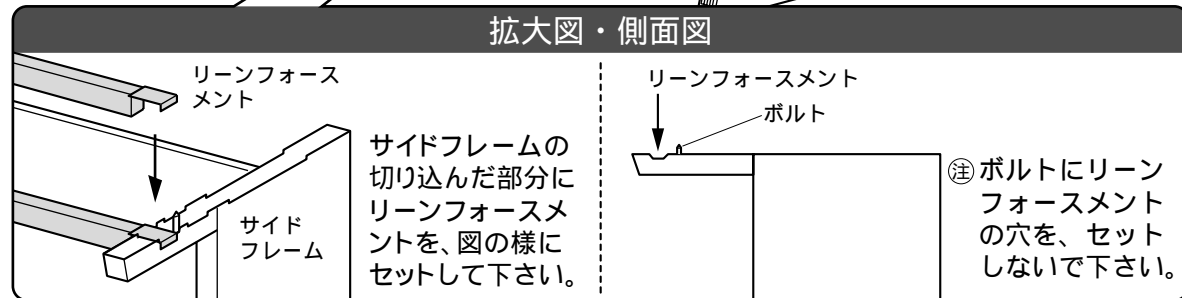 拡大図・側面図
リーンフォース
メント
サイドフレームの
切り込んだ部分に
リーンフォースメ
ントを、図の様に
セットして下さい。
サイド
フレーム
リーンフォースメント
ボルト
㊟ボルトにリーン
フォースメント
の穴を、セット
しないで下さい。